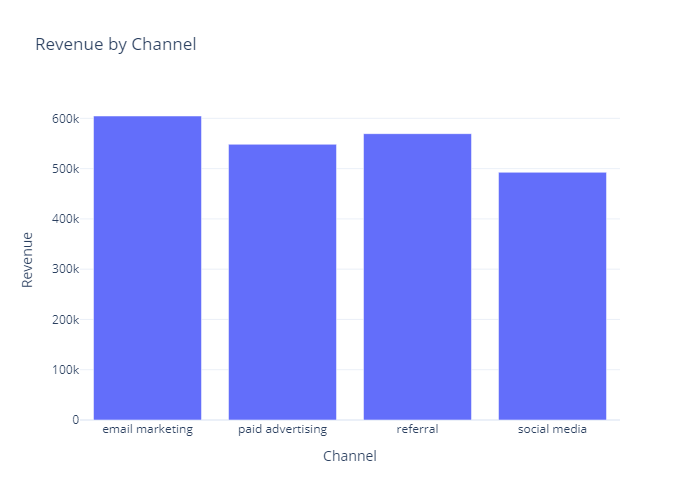 Revenue by Channel
600k
500k
400k
300k
200k
100k
0
Revenue
email marketing
paid advertising
referral
social media
Channel